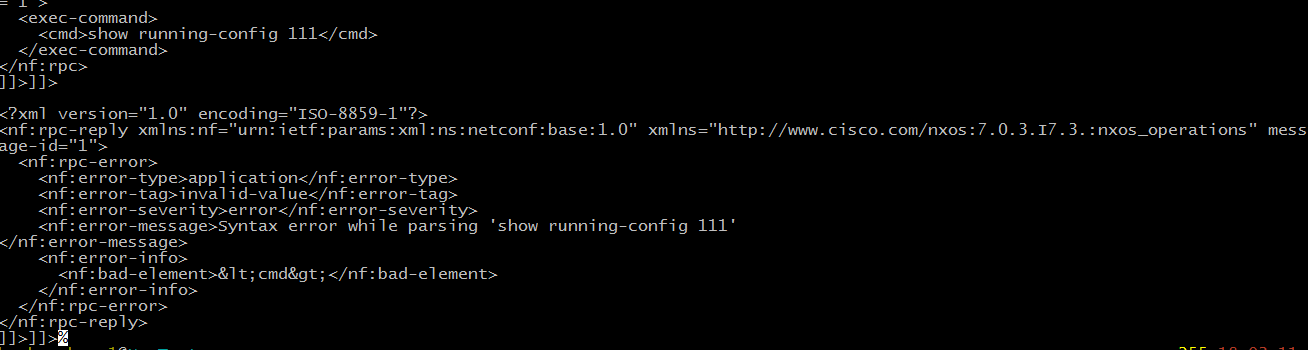 = 1 >
  <exec-command>
    <cmd>show running-config 111</cmd>
  </exec-command>
</nf:rpc>
]]>]]>

<?xml version="1.0" encoding="ISO-8859-1"?>
<nf:rpc-reply xmlns:nf="urn:ietf:params:xml:ns:netconf:base:1.0" xmlns="http://www.cisco.com/nxos:7.0.3.I7.3.:nxos_operations" mess
age-id="1">
  <nf:rpc-error>
    <nf:error-type>application</nf:error-type>
    <nf:error-tag>invalid-value</nf:error-tag>
    <nf:error-severity>error</nf:error-severity>
    <nf:error-message>Syntax error while parsing 'show running-config 111'
</nf:error-message>
    <nf:error-info>
      <nf:bad-element>&lt;cmd&gt;</nf:bad-element>
    </nf:error-info>
  </nf:rpc-error>
</nf:rpc-reply>
]]>]]>%